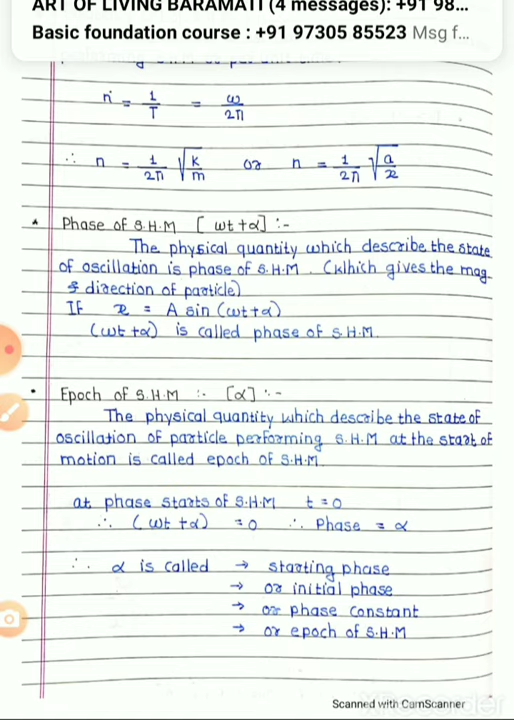 ART OF LIVING BARAMATI (4 messages): +91 98...
Basic foundation course : +91 97305 85523 Msg f...
n = 1/T = ω/2π
∴ n = 1/2π √k/m or n = 1/2π √a/x
* Phase of S.H.M [ ωt+α] :-
The physical quantity which describe the state
of oscillation is phase of S.H.M. (Which gives the mag-
& direction of particle)
If x = A sin (ωt+α)
(ωt +α) is called phase of S.H.M.
• Epoch of S.H.M :- [α] :-
The physical quantity which describe the state of
oscillation of particle performing S.H.M at the start of
motion is called epoch of S.H.M.
at phase starts of S.H.M t = 0
∴ (ωt +α) = 0 ∴ Phase = α
∴ α is called → starting phase
→ or initial phase
→ or phase constant
→ or epoch of S.H.M
Scanned with CamScanner